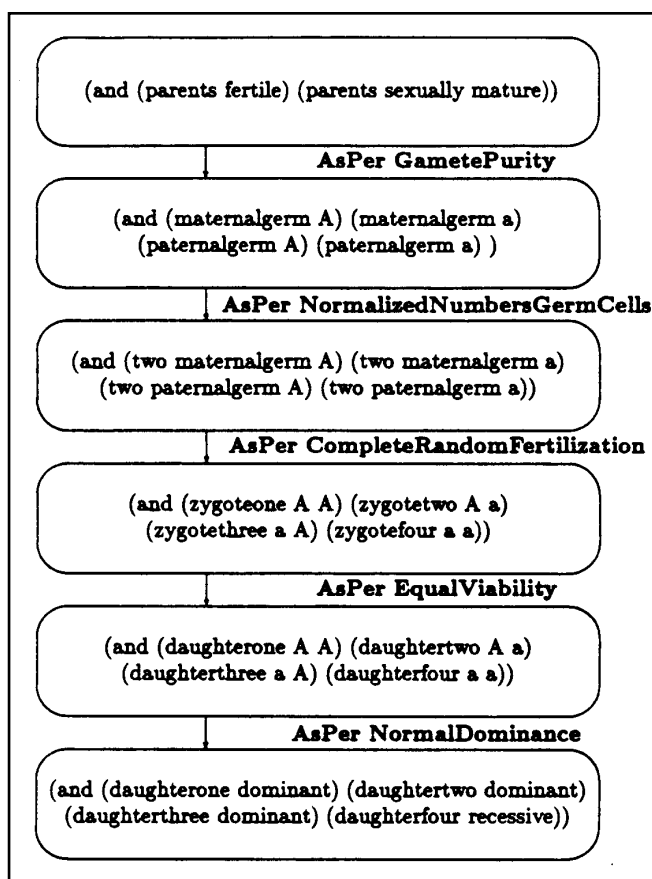 (and (parents fertile) (parents sexually mature))
AsPer GametePurity
(and (maternalgerm A) (maternalgerm a)
(paternalgerm A) (paternalgerm a) )
AsPer NormalizedNumbersGermCells
(and (two maternalgerm A) (two maternalgerm a)
(two paternalgerm A) (two paternalgerm a))
AsPer CompleteRandomFertilization
(and (zygoteone A A) (zygotetwo A a)
(zygotethree a A) (zygotefour a a))
AsPer EqualViability
(and (daughterone A A) (daughtertwo A a)
(daughterthree a A) (daughterfour a a))
AsPer NormalDominance
(and (daughterone dominant) (daughtertwo dominant)
(daughterthree dominant) (daughterfour recessive))